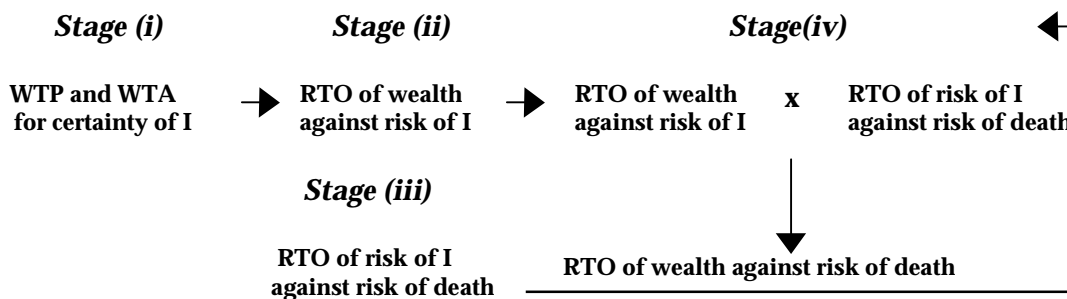 Stage (i)
Stage (ii)
Stage(iv)
WTP and WTA
for certainty of I
RTO of wealth
against risk of I
RTO of wealth
against risk of I
x
RTO of risk of I
against risk of death
Stage (iii)
RTO of risk of I
against risk of death
RTO of wealth against risk of death